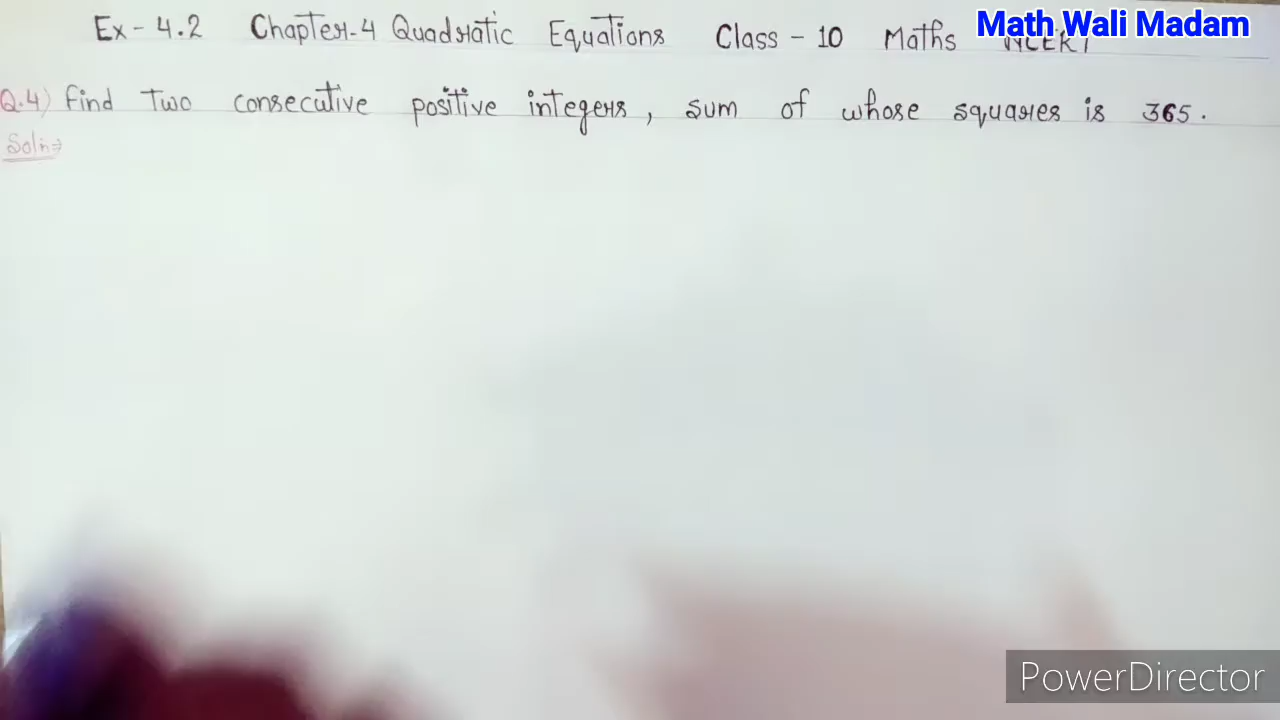 Math Wali Madam
Ex - 4.2 Chapter-4 Quadratic Equations Class - 10 Maths NCERT
Q.4) Find Two consecutive positive integers, sum of whose squares is 365.
Soln⇒
PowerDirector